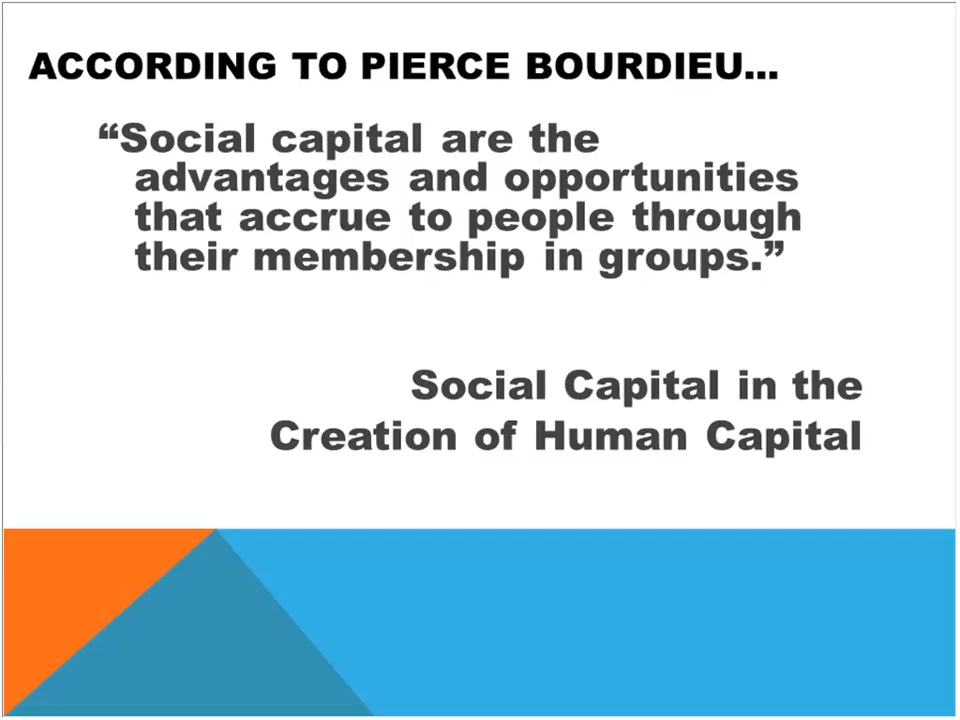 ACCORDING TO PIERCE BOURDIEU…
“Social capital are the
advantages and opportunities
that accrue to people through
their membership in groups.”
Social Capital in the
Creation of Human Capital